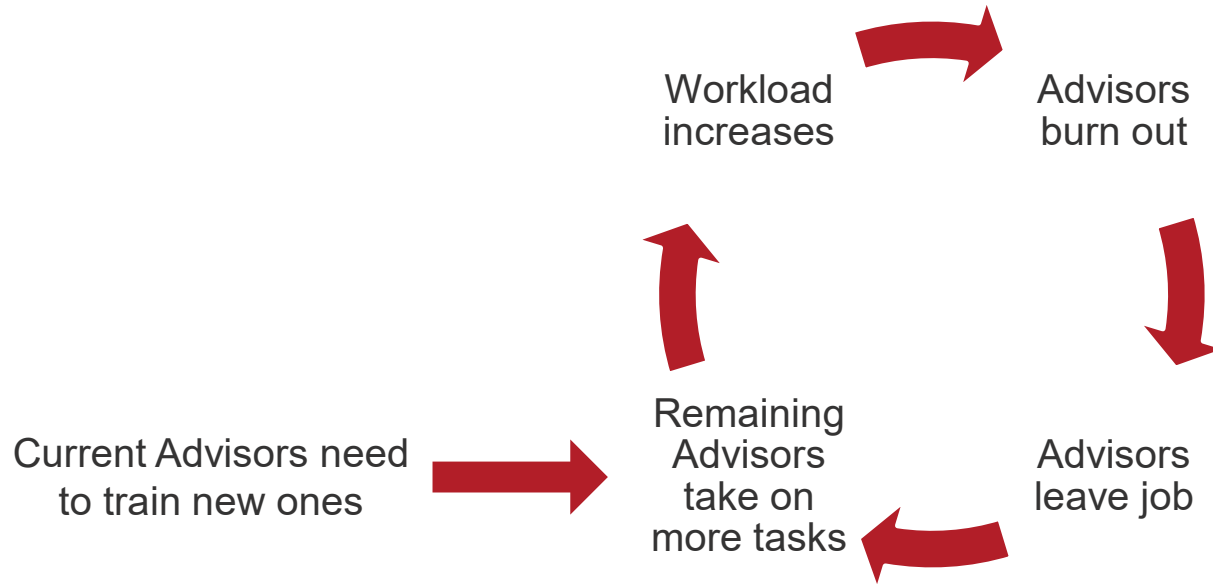 Workload
increases
Advisors
burn out
Current Advisors need
to train new ones
Remaining
Advisors
take on
more tasks
Advisors
leave job